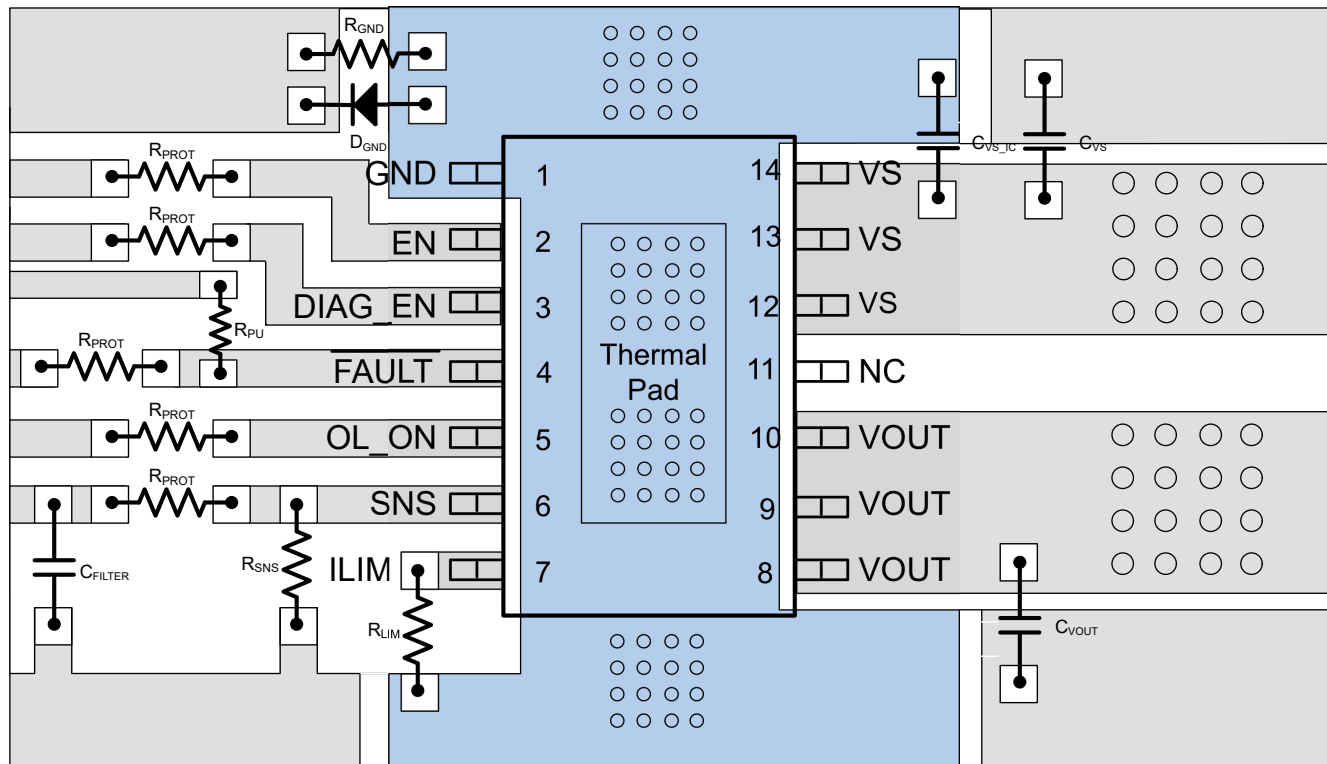 RGND
DGND
CVS_IC
CVS
RPROT
GND
1
14
VS
RPROT
EN
2
13
VS
DIAG_EN
3
12
VS
RPU
RPROT
FAULT
4
Thermal
Pad
11
NC
RPROT
OL_ON
5
10
VOUT
RPROT
SNS
6
9
VOUT
CFILTER
RSNS
ILIM
7
8
VOUT
RLIM
CVOUT